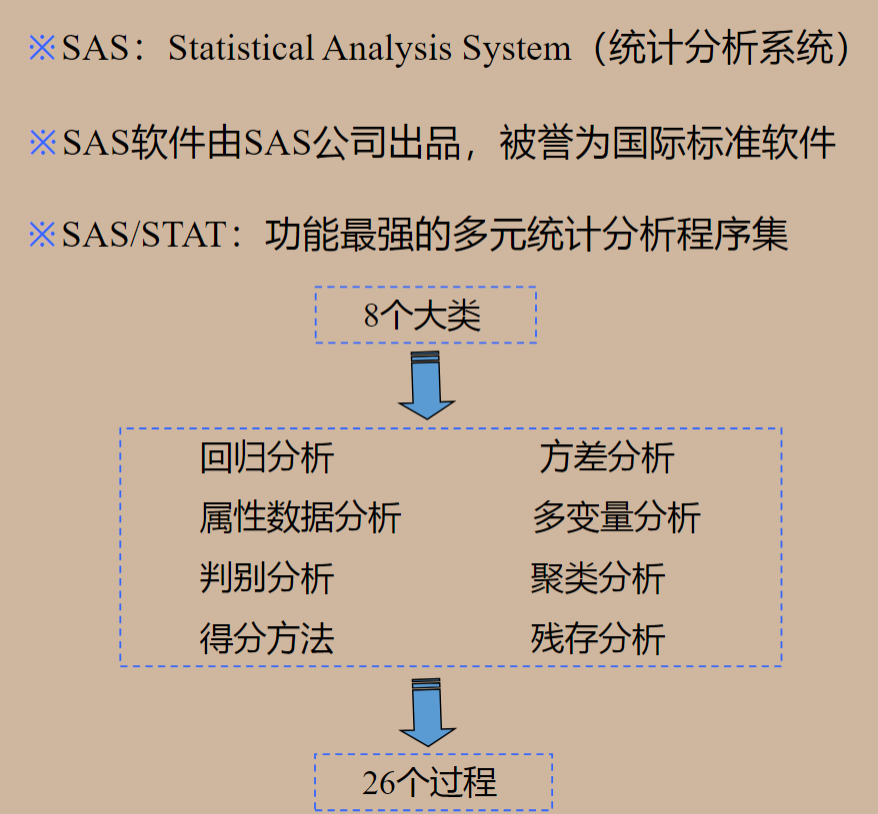 ※SAS：Statistical Analysis System（统计分析系统）
※SAS软件由SAS公司出品，被誉为国际标准软件
※SAS/STAT：功能最强的多元统计分析程序集
8个大类
回归分析 方差分析
属性数据分析 多变量分析
判别分析 聚类分析
得分方法 残存分析
26个过程